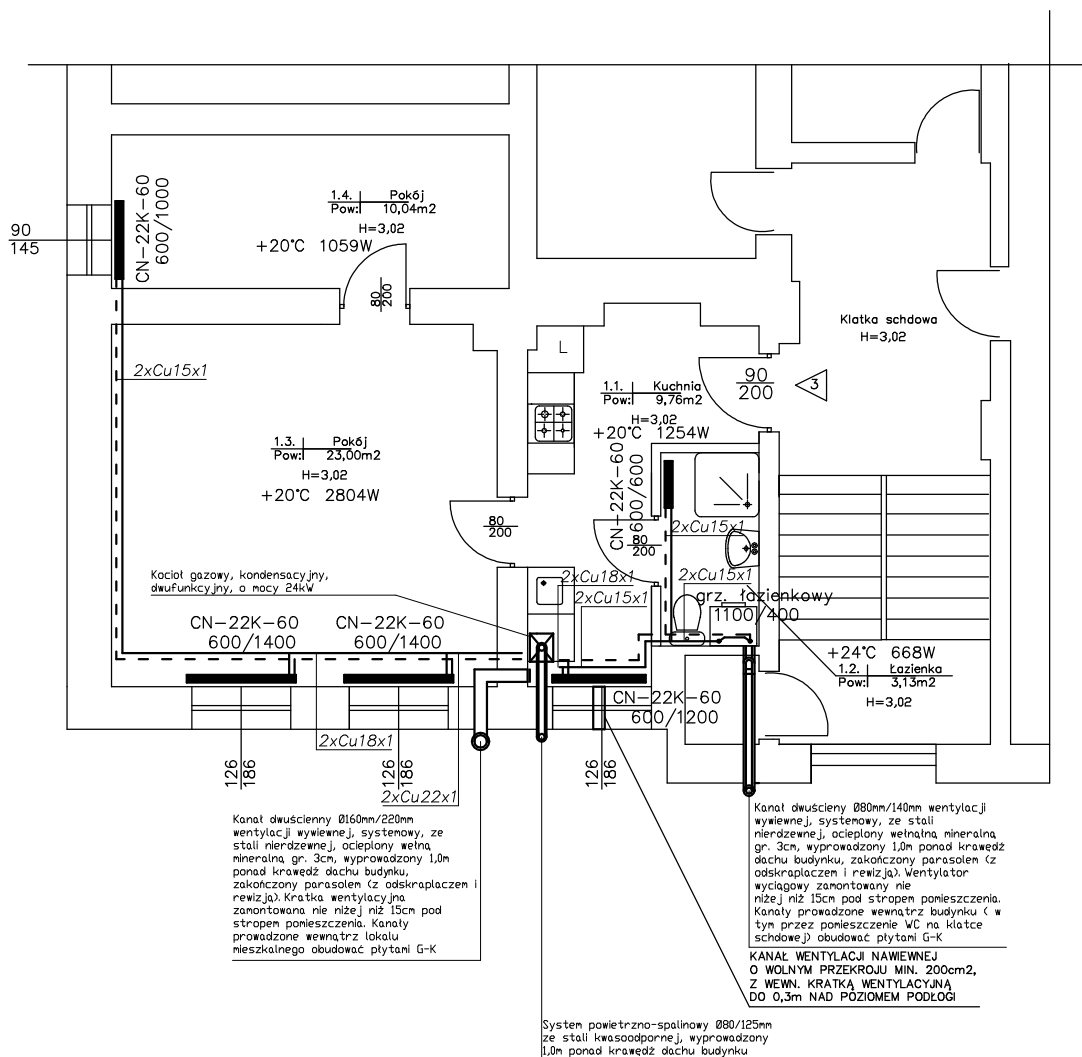 1.4. Pokój
Pow: 10,04m2
H=3,02
+20°C 1059W
CN-22K-60
600/1000
90
145
80
200
2xCu15x1
Klatka schdowa
H=3,02
L
1.1. Kuchnia
Pow: 9,76m2
H=3,02
+20°C 1254W
90
200
3
1.3. Pokój
Pow: 23,00m2
H=3,02
+20°C 2804W
CN-22K-60
600/600
80
200
80
200
2xCu15x1
2xCu18x1
2xCu15x1
2xCu15x1
Kocioł gazowy, kondensacyjny,
dwufunkcyjny, o mocy 24kW
grz. łazienkowy
1100/400
CN-22K-60
600/1400
CN-22K-60
600/1400
+24°C 668W
1.2. Łazienka
Pow: 3,13m2
H=3,02
CN-22K-60
600/1200
2xCu18x1
2xCu22x1
126
186
126
186
126
186
Kanał dwuścienny Ø160mm/220mm
wentylacji wywiewnej, systemowy, ze
stali nierdzewnej, ocieplony wełną
mineralną gr. 3cm, wyprowadzony 1,0m
ponad krawędź dachu budynku,
zakończony parasolem (z odskraplaczem i
rewizją). Kratka wentylacyjna
zamontowana nie niżej niż 15cm pod
stropem pomieszczenia. Kanały
prowadzone wewnątrz lokalu
mieszkalnego obudować płytami G-K
Kanał dwuścieny Ø80mm/140mm wentylacji
wywiewnej, systemowy, ze stali
nierdzewnej, ocieplony wełnatną mineralną
gr. 3cm, wyprowadzony 1,0m ponad krawędź
dachu budynku, zakończony parasolem (z
odskraplaczem i rewizją). Wentylator
wyciągowy zamontowany nie
niżej niż 15cm pod stropem pomieszczenia.
Kanały prowadzone wewnątrz budynku ( w
tym przez pomieszczenie WC na klatce
schdowej) obudować płytami G-K
KANAŁ WENTYLACJI NAWIEWNEJ
O WOLNYM PRZEKROJU MIN. 200cm2,
Z WEWN. KRATKĄ WENTYLACYJNĄ
DO 0,3m NAD POZIOMEM PODŁOGI
System powietrzno-spalinowy Ø80/125mm
ze stali kwasoodpornej, wyprowadzony
1,0m ponad krawędź dachu budynku